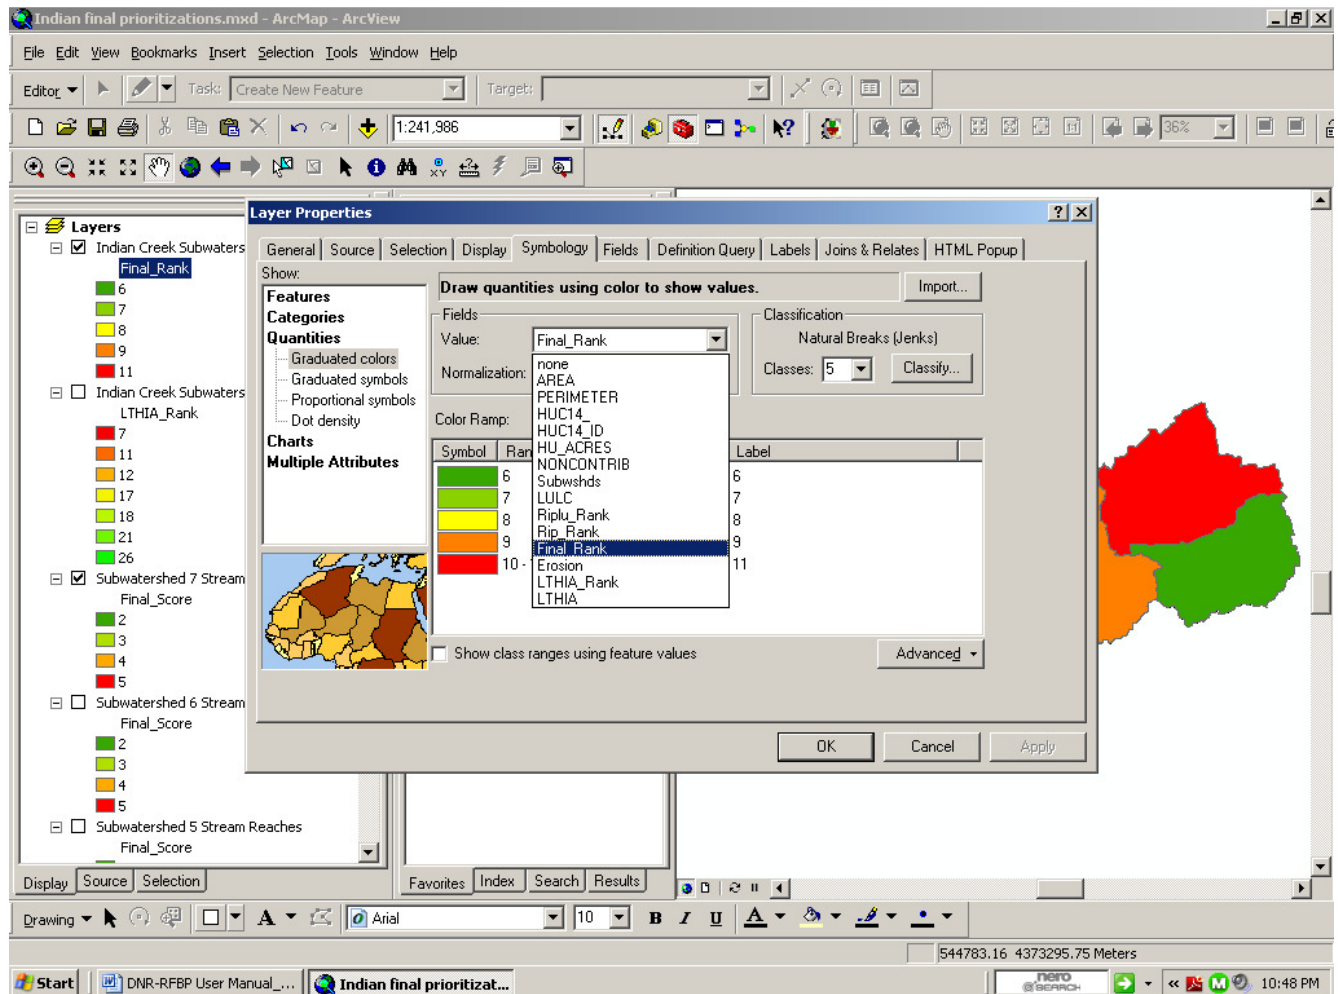 Indian final prioritizations.mxd - ArcMap - ArcView
File Edit View Bookmarks Insert Selection Tools Window Help
Editor Task: Create New Feature Target:
1:241,986 36%
Layers
Indian Creek Subwaters
Final_Rank
6
7
8
9
11
Indian Creek Subwaters
LTHIA_Rank
7
11
12
17
18
21
26
Subwatershed 7 Stream
Final_Score
2
3
4
5
Subwatershed 6 Stream
Final_Score
2
3
4
5
Subwatershed 5 Stream Reaches
Final_Score
Display Source Selection
Favorites Index Search Results
Layer Properties
General Source Selection Display Symbology Fields Definition Query Labels Joins & Relates HTML Popup
Show:
Features
Categories
Quantities
Graduated colors
Graduated symbols
Proportional symbols
Dot density
Charts
Multiple Attributes
Draw quantities using color to show values. Import...
Fields
Value: Final_Rank
Normalization:
none
AREA
PERIMETER
HUC14_
HUC14_ID
HU_ACRES
NONCONTRIB
Subwshds
LULC
Riplu_Rank
Rip_Rank
Final_Rank
Erosion
LTHIA_Rank
LTHIA
Classification
Natural Breaks (Jenks)
Classes: 5 Classify...
Color Ramp:
Symbol Ran Label
6 6
7 7
8 8
9 9
10 - 11
Show class ranges using feature values Advanced
OK Cancel Apply
Drawing A Arial 10 B I U A
544783.16 4373295.75 Meters
Start DNR-RFBP User Manual_... Indian final prioritizat... nero SEARCH « 10:48 PM